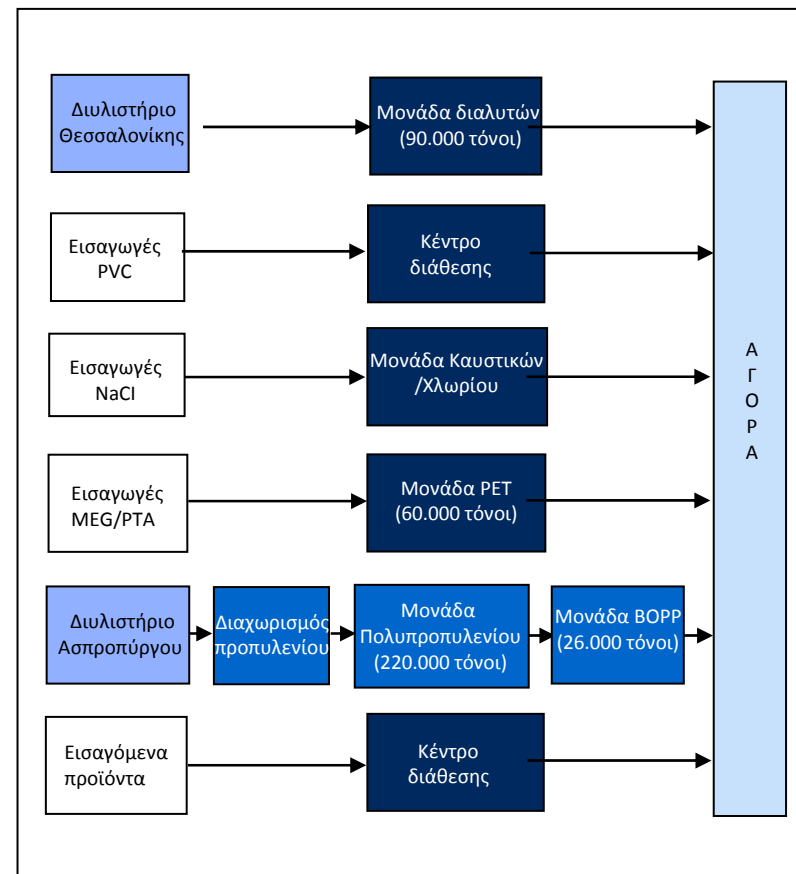 Διυλιστήριο
Θεσσαλονίκης
Μονάδα διαλυτών
(90.000 τόνοι)
Εισαγωγές
PVC
Κέντρο
διάθεσης
Εισαγωγές
NaCI
Μονάδα Καυστικών
/Χλωρίου
Εισαγωγές
MEG/PTA
Μονάδα PET
(60.000 τόνοι)
Διυλιστήριο
Ασπροπύργου
Διαχωρισμός
προπυλενίου
Μονάδα
Πολυπροπυλενίου
(220.000 τόνοι)
Μονάδα BOPP
(26.000 τόνοι)
Εισαγόμενα
προϊόντα
Κέντρο
διάθεσης
Α
Γ
Ο
Ρ
Α